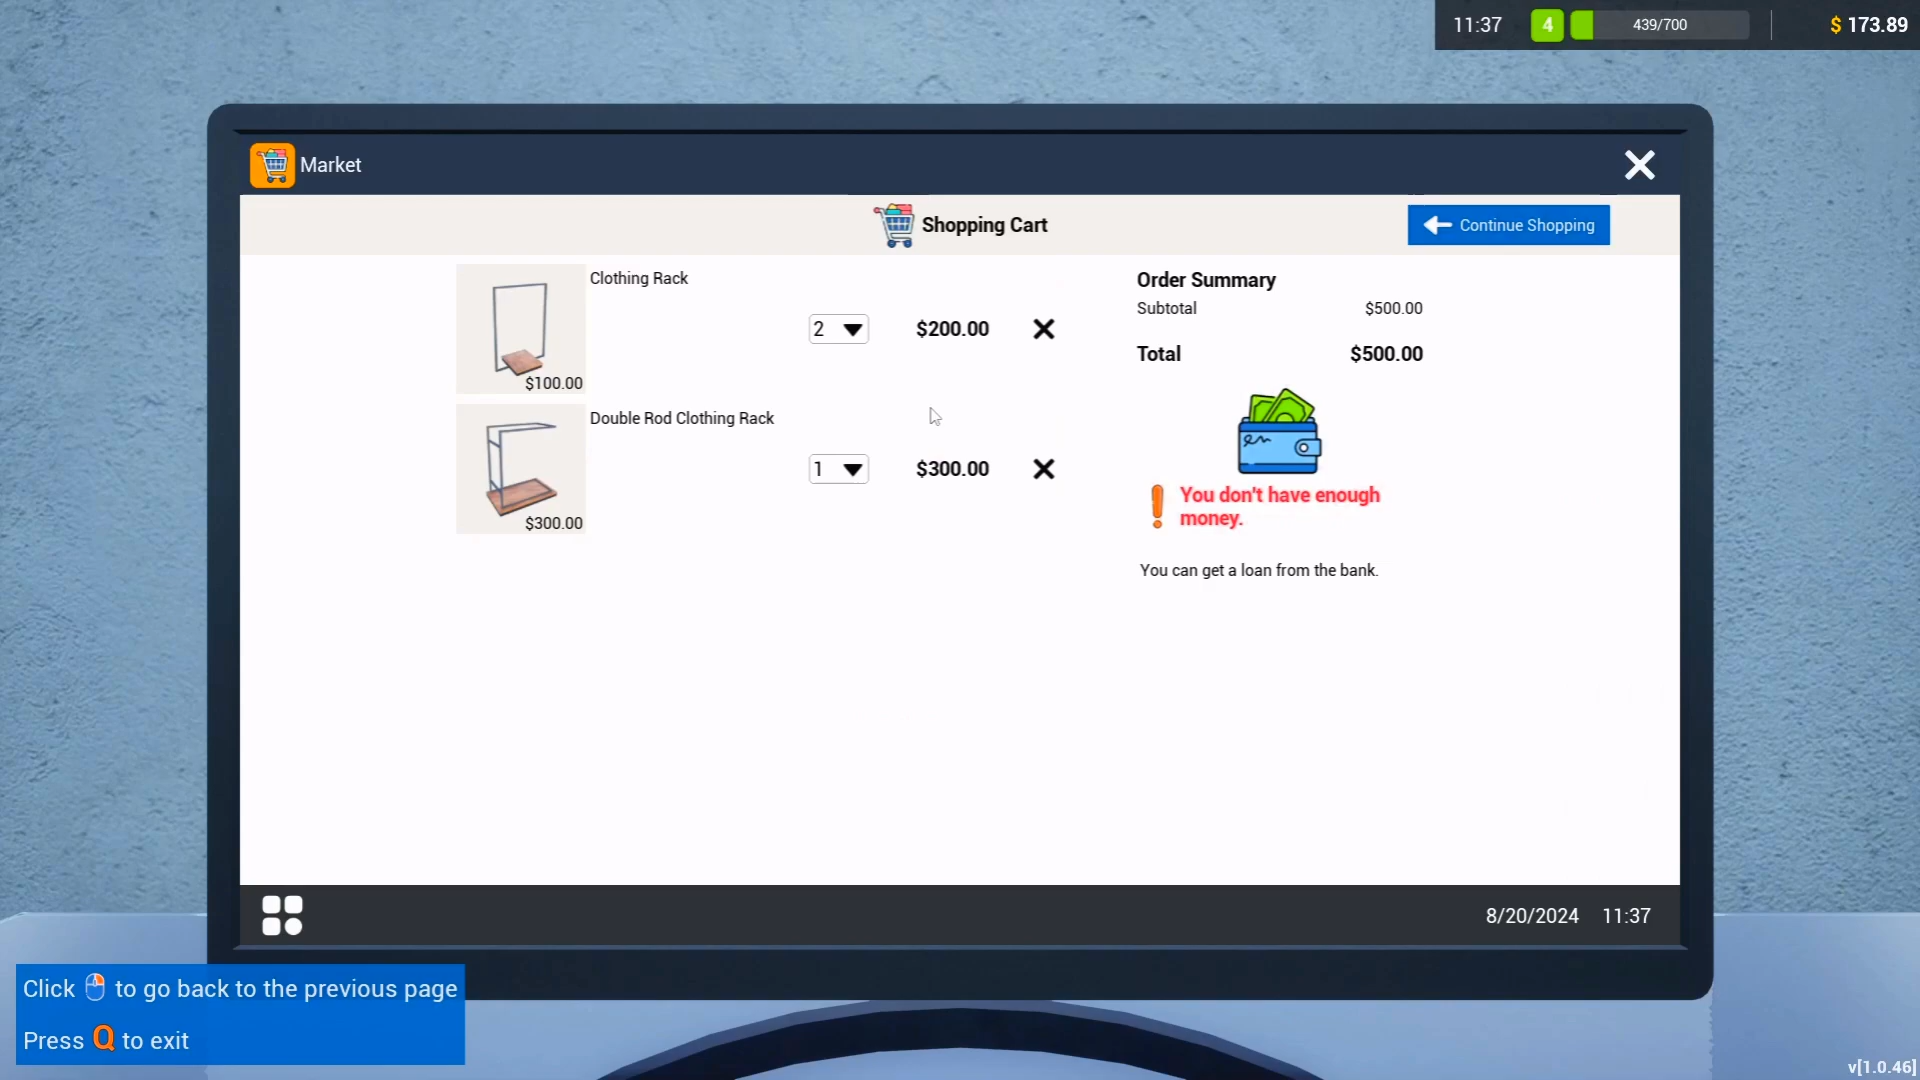 11:37
4
439/700
$ 173.89
Market
Shopping Cart
Continue Shopping
Clothing Rack
2
$200.00
$100.00
Double Rod Clothing Rack
1
$300.00
$300.00
Order Summary
Subtotal $500.00
Total $500.00
You don't have enough
money.
You can get a loan from the bank.
8/20/2024 11:37
Click to go back to the previous page
Press Q to exit
v[1.0.46]